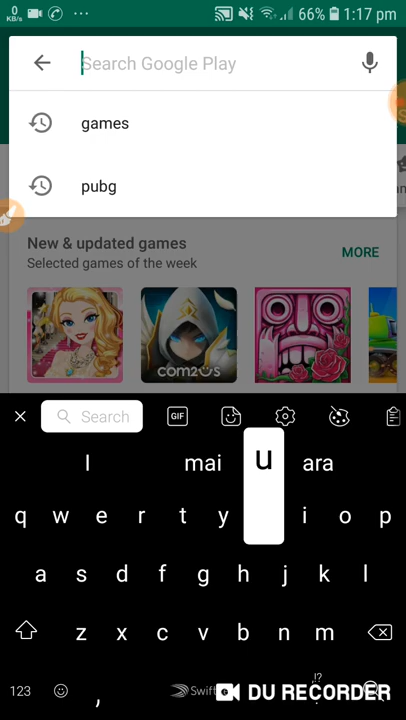 0
KB/s
66% 1:17 pm
Search Google Play
games
pubg
New & updated games
Selected games of the week
MORE
com2uS
Search
GIF
I mai u ara
q w e r t y i o p
a s d f g h j k l
z x c v b n m
,!?
123 , Swift DU RECORDER